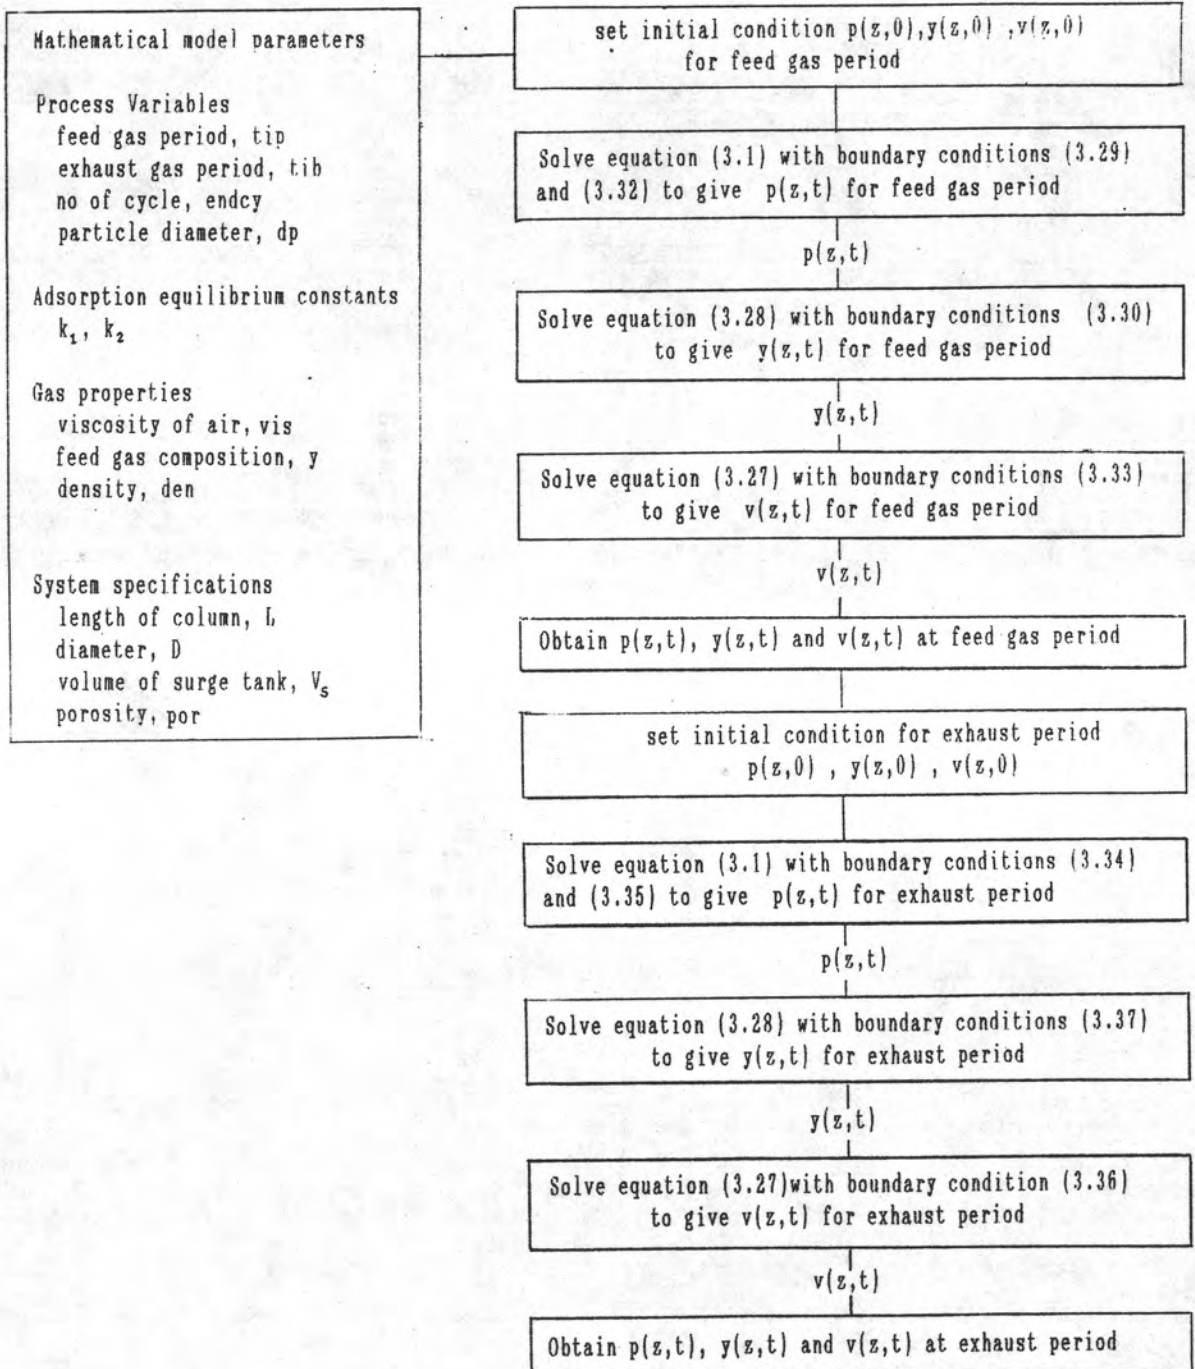 Mathematical model parameters
Process Variables
feed gas period, tip
exhaust gas period, tib
no of cycle, endcy
particle diameter, dp
Adsorption equilibrium constants
k₁, k₂
Gas properties
viscosity of air, vis
feed gas composition, y
density, den
System specifications
length of column, L
diameter, D
volume of surge tank, Vₛ
porosity, por
set initial condition p(z,0),y(z,0) ,v(z,0)
for feed gas period
Solve equation (3.1) with boundary conditions (3.29)
and (3.32) to give p(z,t) for feed gas period
p(z,t)
Solve equation (3.28) with boundary conditions (3.30)
to give y(z,t) for feed gas period
y(z,t)
Solve equation (3.27) with boundary conditions (3.33)
to give v(z,t) for feed gas period
v(z,t)
Obtain p(z,t), y(z,t) and v(z,t) at feed gas period
set initial condition for exhaust period
p(z,0) , y(z,0) , v(z,0)
Solve equation (3.1) with boundary conditions (3.34)
and (3.35) to give p(z,t) for exhaust period
p(z,t)
Solve equation (3.28) with boundary conditions (3.37)
to give y(z,t) for exhaust period
y(z,t)
Solve equation (3.27)with boundary condition (3.36)
to give v(z,t) for exhaust period
v(z,t)
Obtain p(z,t), y(z,t) and v(z,t) at exhaust period